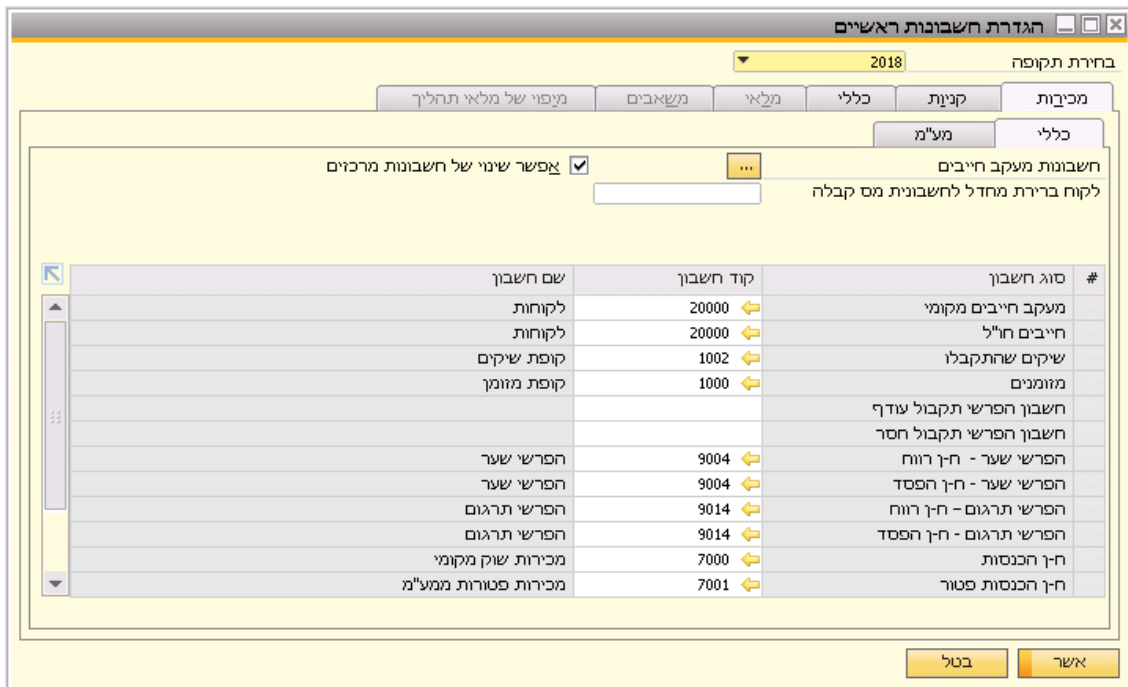 הגדרת חשבונות ראשיים
בחירת תקופה 2018
מכירות קניות כללי מלאי משאבים מיפוי של מלאי תהליך
כללי מע"מ
חשבונות מעקב חייבים ... אפשר שינוי של חשבונות מרכזים
לקוח ברירת מחדל לחשבונית מס קבלה
# סוג חשבון קוד חשבון שם חשבון
מעקב חייבים מקומי 20000 לקוחות
חייבים חו"ל 20000 לקוחות
שיקים שהתקבלו 1002 קופת שיקים
מזומנים 1000 קופת מזומן
חשבון הפרשי תקבול עודף
חשבון הפרשי תקבול חסר
הפרשי שער - ח-ן רווח 9004 הפרשי שער
הפרשי שער - ח-ן הפסד 9004 הפרשי שער
הפרשי תרגום – ח-ן רווח 9014 הפרשי תרגום
הפרשי תרגום - ח-ן הפסד 9014 הפרשי תרגום
ח-ן הכנסות 7000 מכירות שוק מקומי
ח-ן הכנסות פטור 7001 מכירות פטורות ממע"מ
אשר בטל